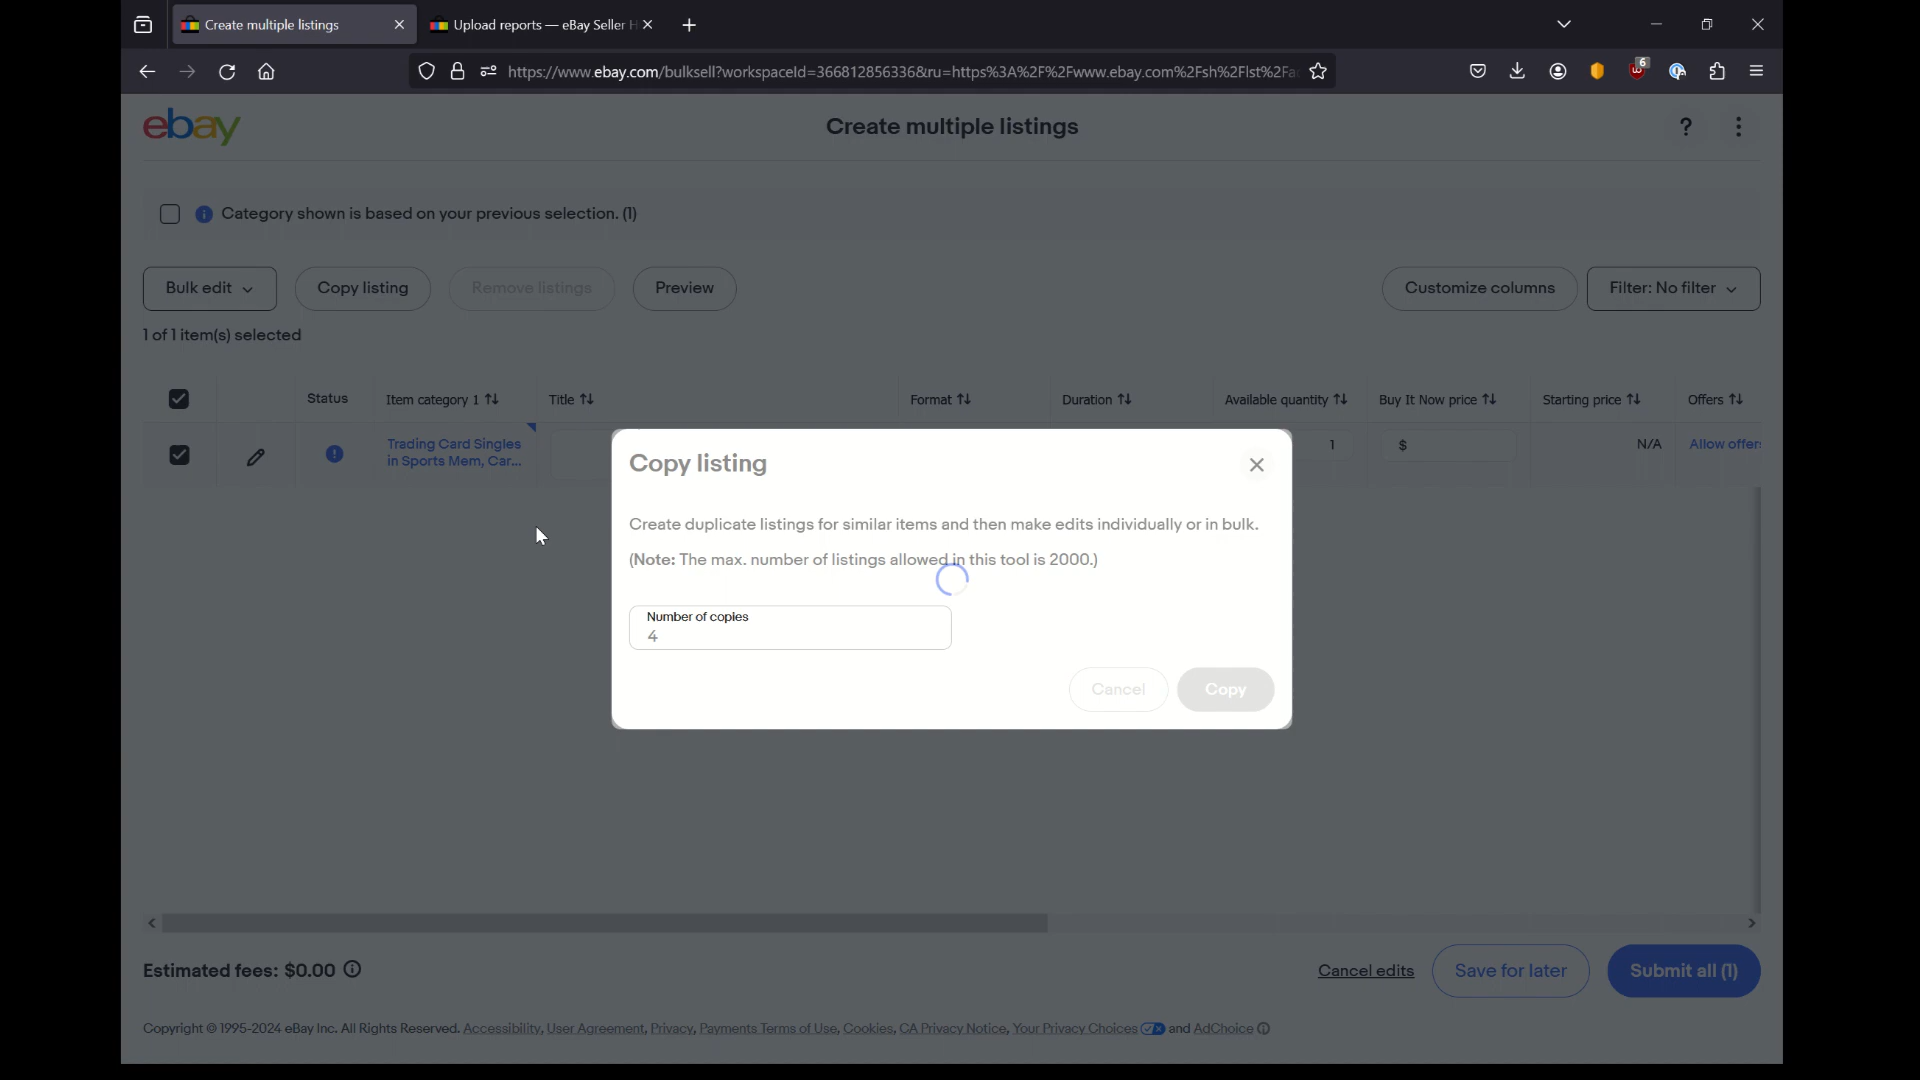 Create multiple listings
Upload reports — eBay Seller H
https://www.ebay.com/bulksell?workspaceId=366812856336&ru=https%3A%2F%2Fwww.ebay.com%2Fsh%2Flst%2Fa
6
ebay
Create multiple listings
?
Category shown is based on your previous selection. (1)
Bulk edit
Copy listing
Remove listings
Preview
Customize columns
Filter: No filter
1 of 1 item(s) selected
Status
Item category 1
Title
Format
Duration
Available quantity
Buy It Now price
Starting price
Offers
Trading Card Singles
in Sports Mem, Car...
1
$
N/A
Allow offers
Copy listing
Create duplicate listings for similar items and then make edits individually or in bulk.
(Note: The max. number of listings allowed in this tool is 2000.)
Number of copies
4
Cancel
Copy
Estimated fees: $0.00
Cancel edits
Save for later
Submit all (1)
Copyright © 1995-2024 eBay Inc. All Rights Reserved. Accessibility, User Agreement, Privacy, Payments Terms of Use, Cookies, CA Privacy Notice, Your Privacy Choices and AdChoice